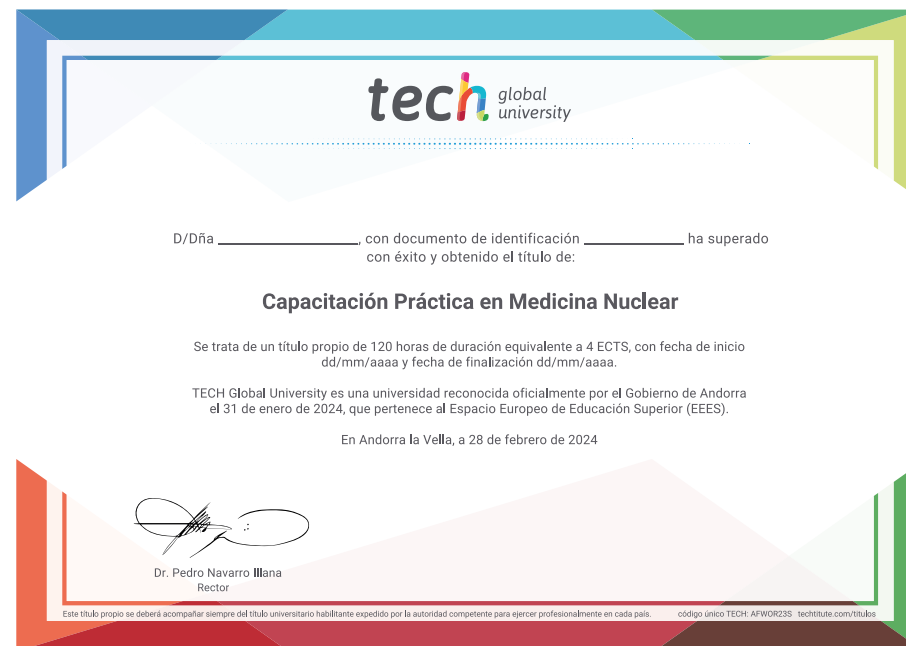 tech global
university
D/Dña ____________________, con documento de identificación ______________ ha superado
con éxito y obtenido el título de:
Capacitación Práctica en Medicina Nuclear
Se trata de un título propio de 120 horas de duración equivalente a 4 ECTS, con fecha de inicio
dd/mm/aaaa y fecha de finalización dd/mm/aaaa.
TECH Global University es una universidad reconocida oficialmente por el Gobierno de Andorra
el 31 de enero de 2024, que pertenece al Espacio Europeo de Educación Superior (EEES).
En Andorra la Vella, a 28 de febrero de 2024
Dr. Pedro Navarro Illana
Rector
Este título propio se deberá acompañar siempre del título universitario habilitante expedido por la autoridad competente para ejercer profesionalmente en cada país. código único TECH: AFWOR23S techtitute.com/titulos